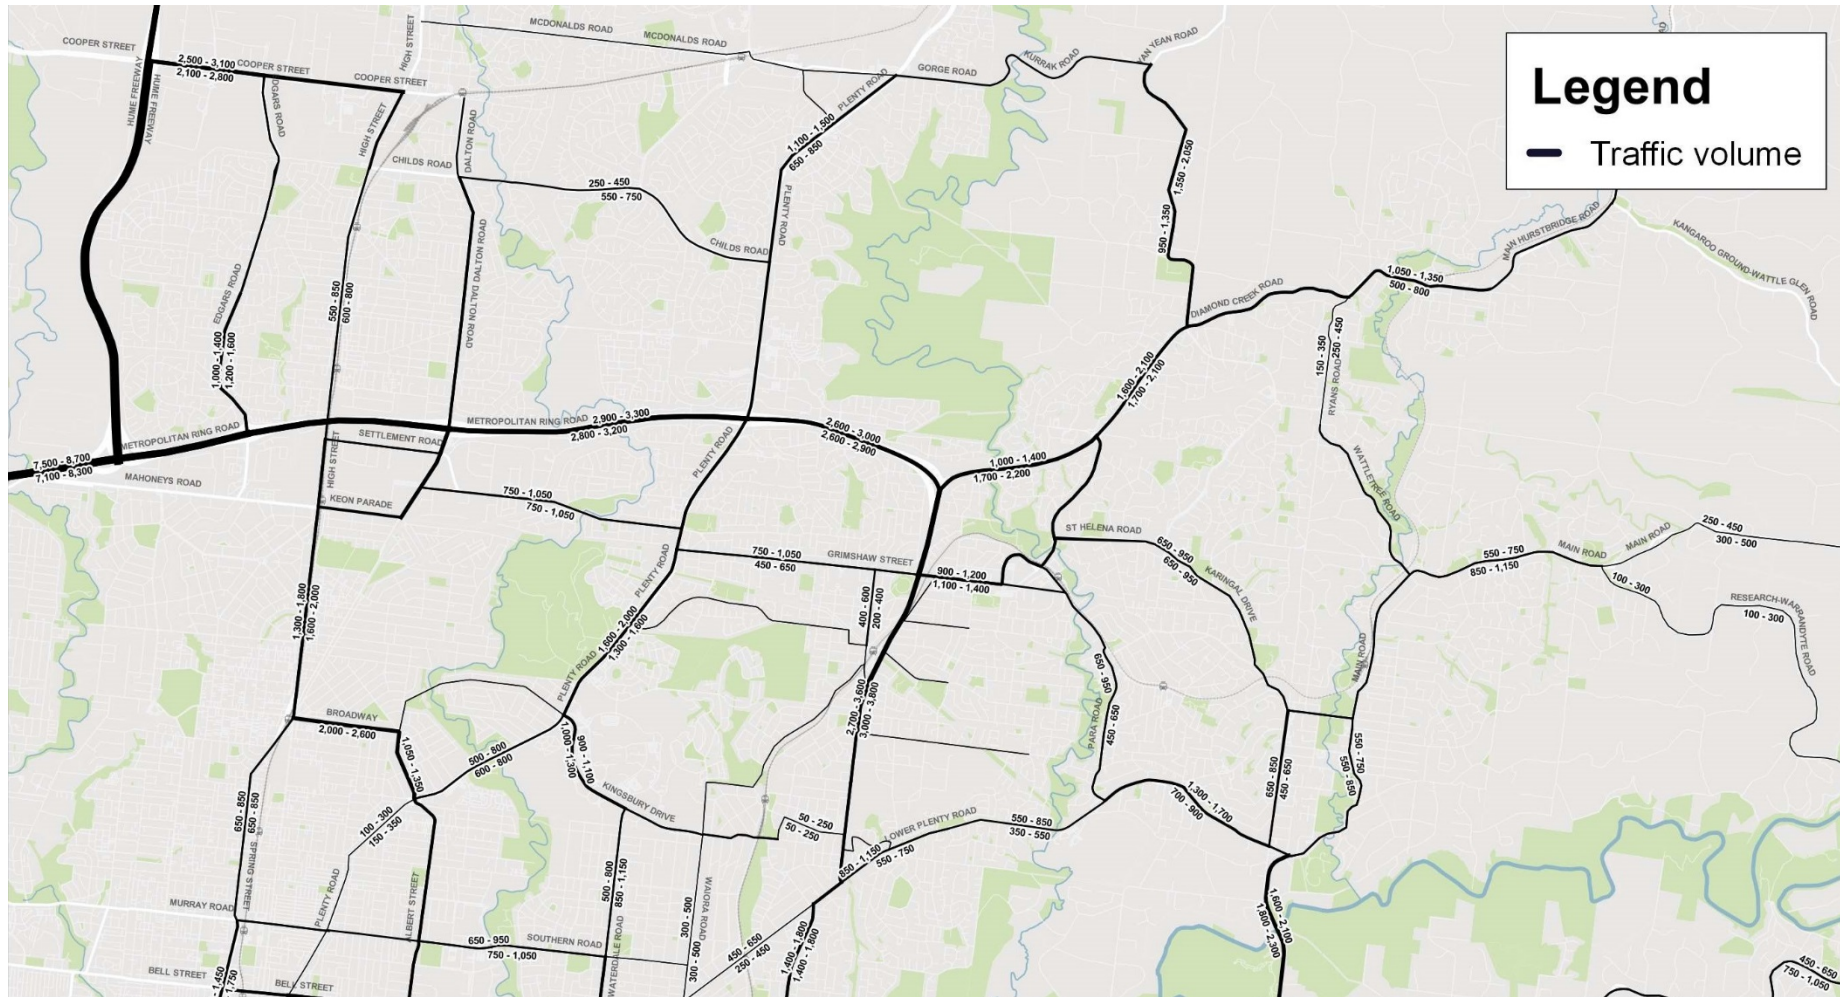 MCDONALDS ROAD
MCDONALDS ROAD
COOPER STREET
HIGH STREET
KURRAK ROAD
YAN YEAN ROAD
Legend
Traffic volume
2,500 - 3,100
COOPER STREET
2,100 - 2,800
COOPER STREET
GORGE ROAD
HUME FREEWAY
HUME FREEWAY
EDGARS ROAD
HIGH STREET
DALTON ROAD
PLENTY ROAD
1,100 - 1,500
650 - 850
CHILDS ROAD
250 - 450
550 - 750
1,550 - 2,050
950 - 1,350
PLENTY ROAD
CHILDS ROAD
MAIN HURSTBRIDGE ROAD
KANGAROO GROUND-WATTLE GLEN ROAD
1,050 - 1,350
500 - 800
DIAMOND CREEK ROAD
EDGARS ROAD
550 - 850
600 - 800
DALTON ROAD
DALTON ROAD
1,000 - 1,400
1,200 - 1,600
150 - 350
250 - 450
RYANS ROAD
1,600 - 2,100
1,700 - 2,100
METROPOLITAN RING ROAD
METROPOLITAN RING ROAD
2,900 - 3,300
2,800 - 3,200
2,600 - 3,000
2,600 - 2,900
SETTLEMENT ROAD
HIGH STREET
PLENTY ROAD
7,500 - 8,700
7,100 - 8,300
MAHONEYS ROAD
1,000 - 1,400
1,700 - 2,200
WATTLETREE ROAD
KEON PARADE
750 - 1,050
750 - 1,050
ST HELENA ROAD
650 - 950
650 - 950
KARINGAL DRIVE
750 - 1,050
450 - 650
GRIMSHAW STREET
900 - 1,200
1,100 - 1,400
PLENTY ROAD
550 - 750
850 - 1,150
MAIN ROAD
MAIN ROAD
250 - 450
300 - 500
100 - 300
RESEARCH-WARRANDYTE ROAD
100 - 300
1,300 - 1,800
1,600 - 2,000
400 - 600
200 - 400
1,600 - 2,000
1,300 - 1,600
PLENTY ROAD
650 - 950
450 - 650
PARA ROAD
MAIN ROAD
2,700 - 3,600
3,000 - 3,800
BROADWAY
2,000 - 2,600
1,050 - 1,350
500 - 800
600 - 800
1,000 - 1,300
900 - 1,100
550 - 750
550 - 850
650 - 850
450 - 650
KINGSBURY DRIVE
1,300 - 1,700
700 - 900
650 - 850
650 - 850
SPRING STREET
100 - 300
150 - 350
50 - 250
50 - 250
LOWER PLENTY ROAD
550 - 850
350 - 550
850 - 1,150
550 - 750
PLENTY ROAD
ALBERT STREET
500 - 800
850 - 1,150
WATERDALE ROAD
WAIORA ROAD
300 - 500
300 - 500
MURRAY ROAD
650 - 950
750 - 1,050
SOUTHERN ROAD
450 - 650
250 - 450
1,400 - 1,800
1,400 - 1,800
1,600 - 2,100
1,800 - 2,300
BELL STREET
BELL STREET
1,450
1,750
450 - 650
750 - 1,050